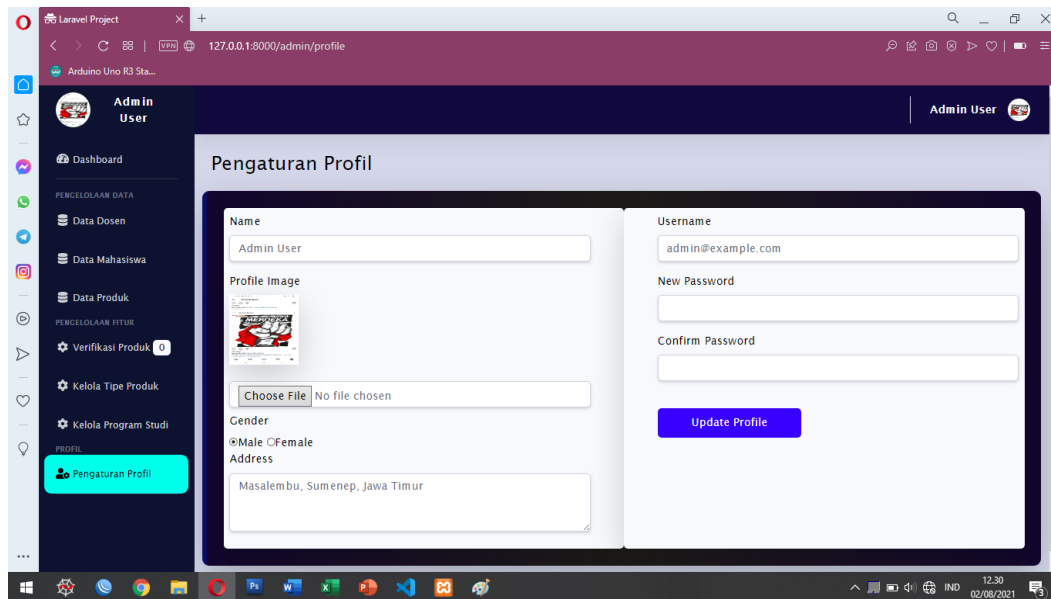 Laravel Project
VPN
127.0.0.1:8000/admin/profile
Arduino Uno R3 Sta...
Admin
User
Admin User
Dashboard
PENGELOLAAN DATA
Data Dosen
Data Mahasiswa
Data Produk
PENGELOLAAN FITUR
Verifikasi Produk 0
Kelola Tipe Produk
Kelola Program Studi
PROFIL
Pengaturan Profil
Pengaturan Profil
Name
Admin User
Profile Image
MERDEKA
Choose File No file chosen
Gender
Male Female
Address
Masalembu, Sumenep, Jawa Timur
Username
admin@example.com
New Password
Confirm Password
Update Profile
Ps
IND
12.30
02/08/2021
3